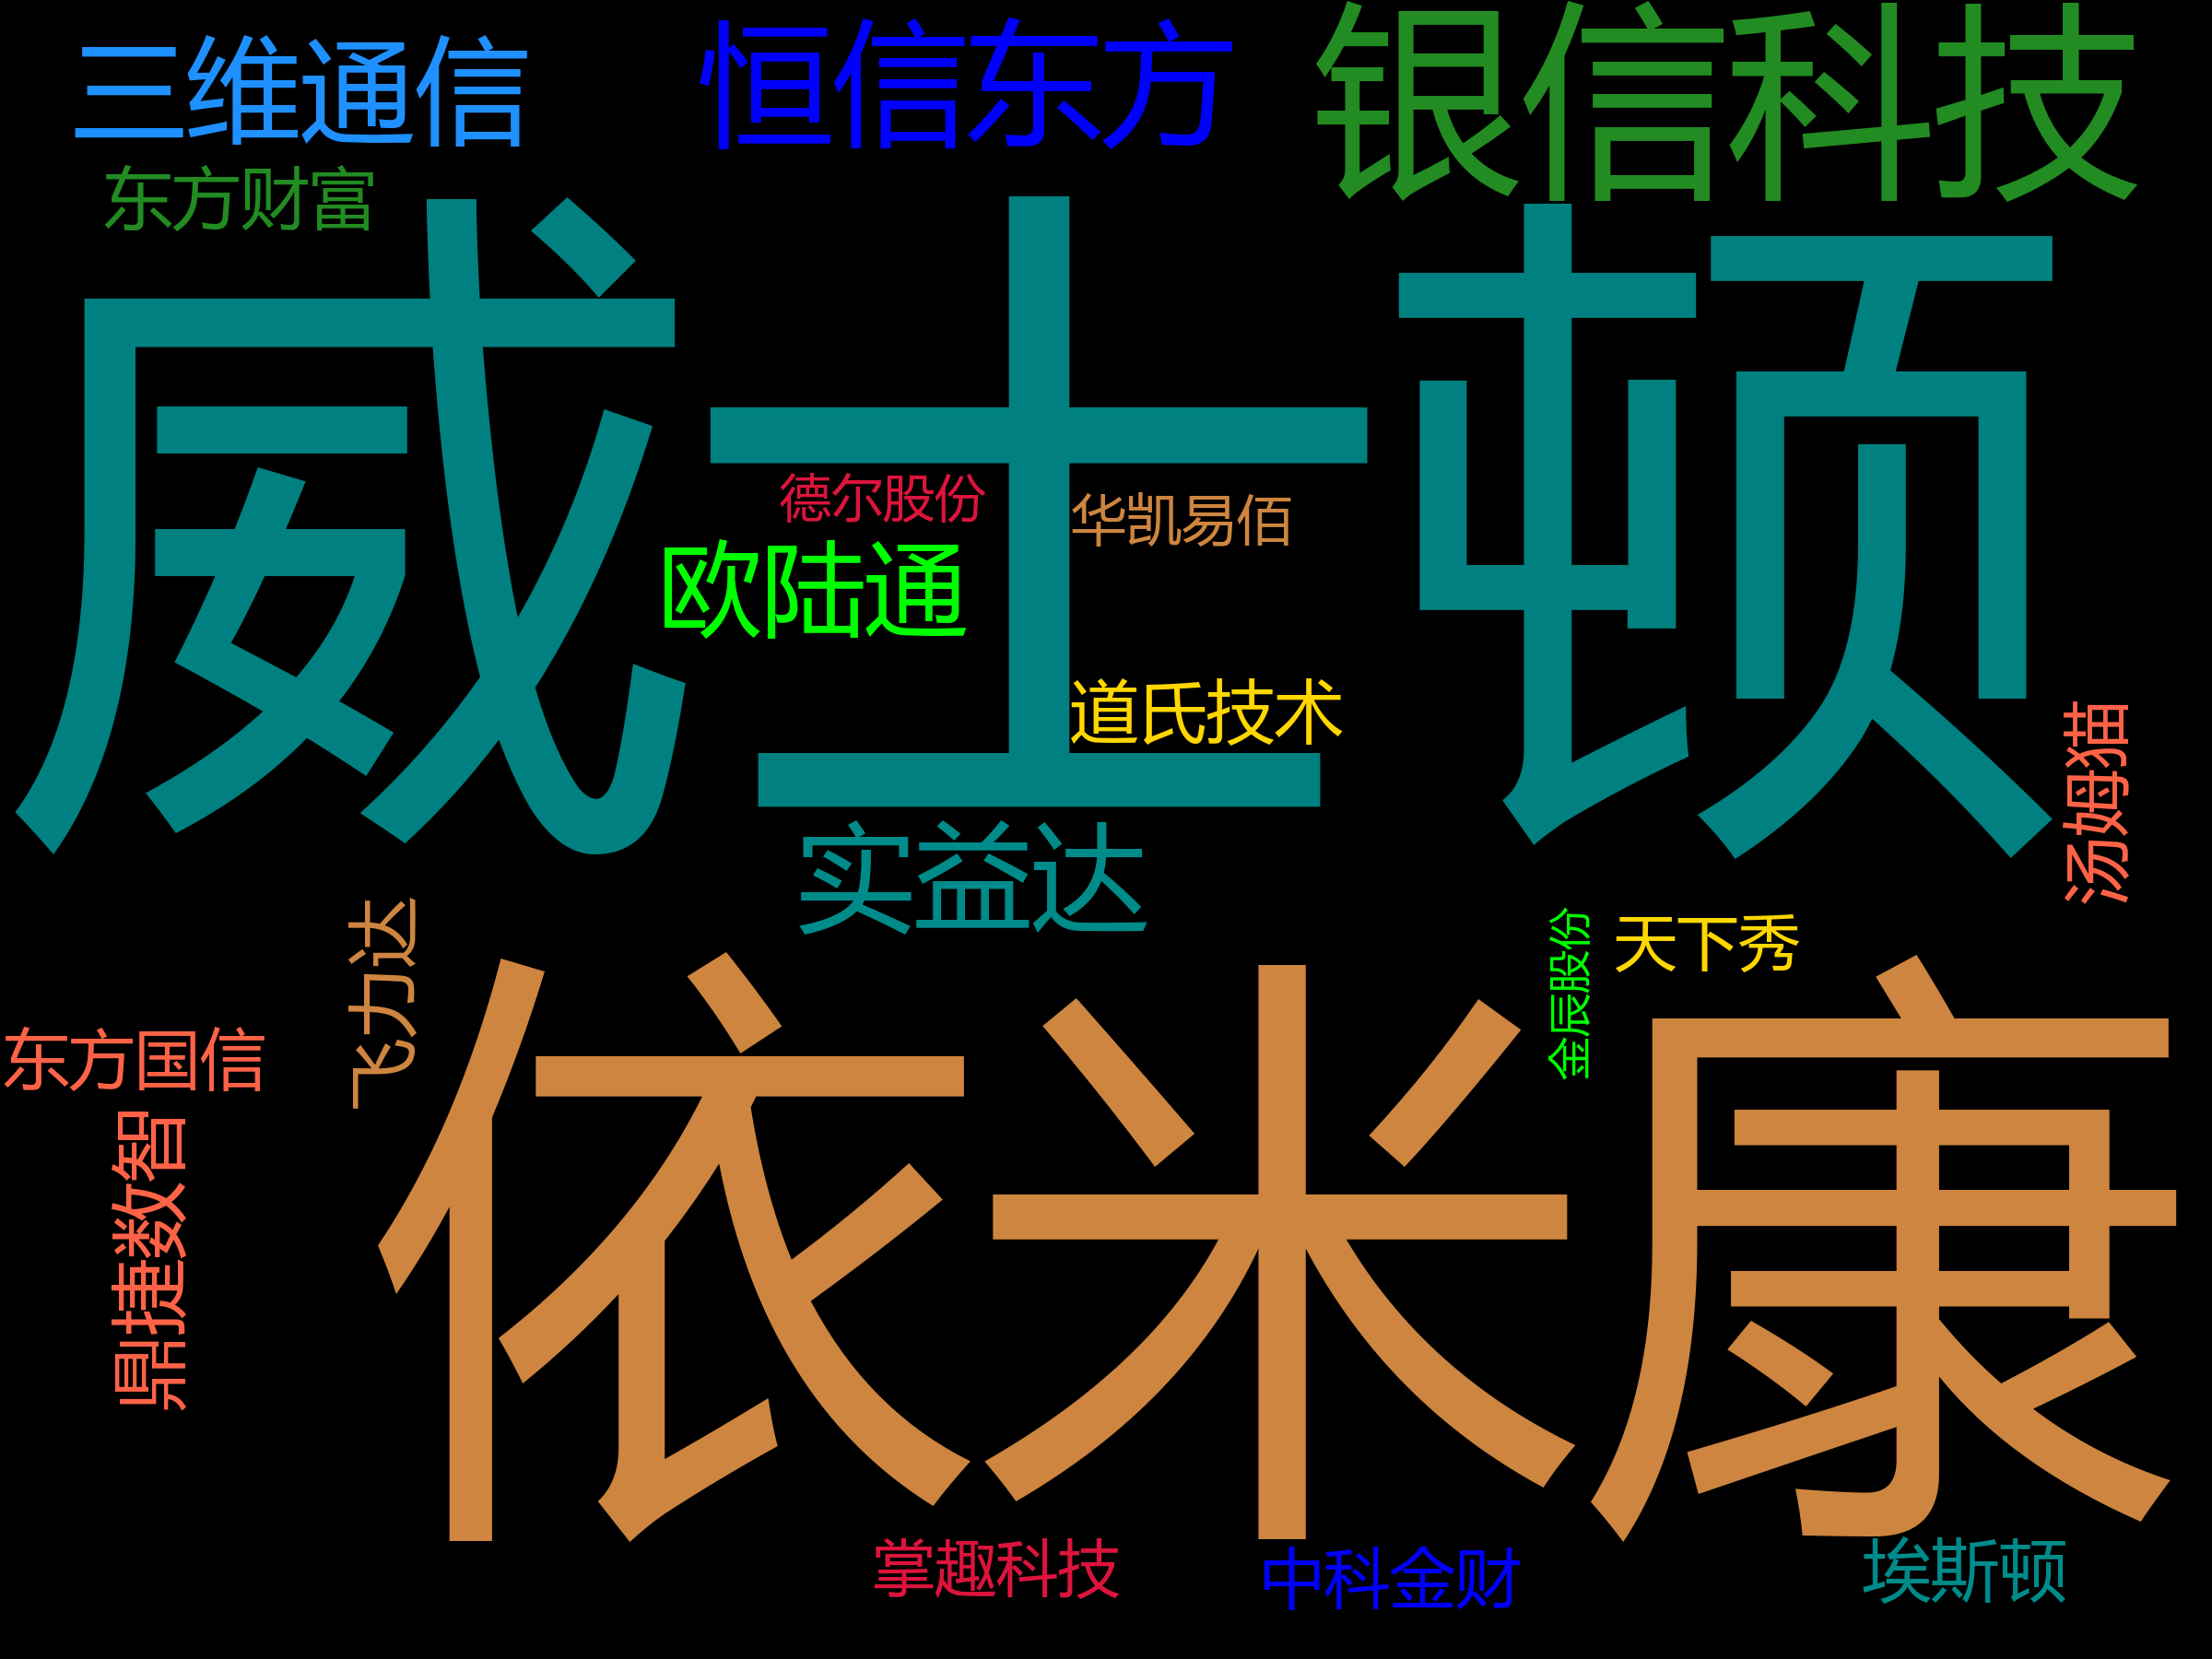 三维通信
恒信东方
银信科技
东方财富
威士顿
德尔股份
华凯易佰
欧陆通
道氏技术
汤姆猫
实益达
飞力达
金辰股份
天下秀
东方国信
依米康
鼎捷数智
掌趣科技
中科金财
埃斯顿